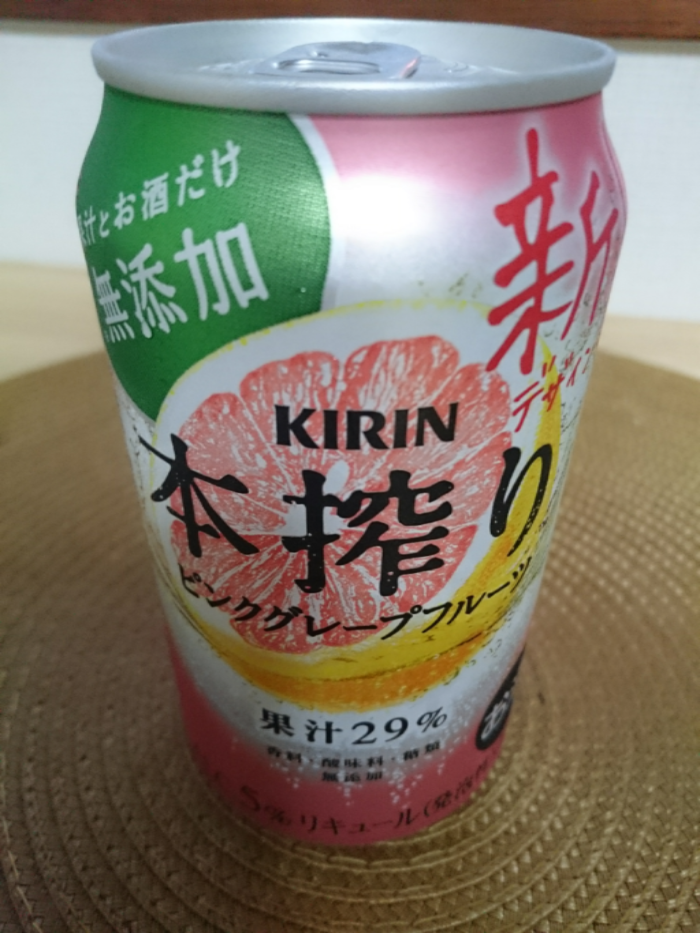 果汁とお酒だけ
無添加
新
デザイン
KIRIN
本搾り
ピンクグレープフルーツ
果汁29%
香料・酸味料・糖類
無添加
5%リキュール(発泡性
お